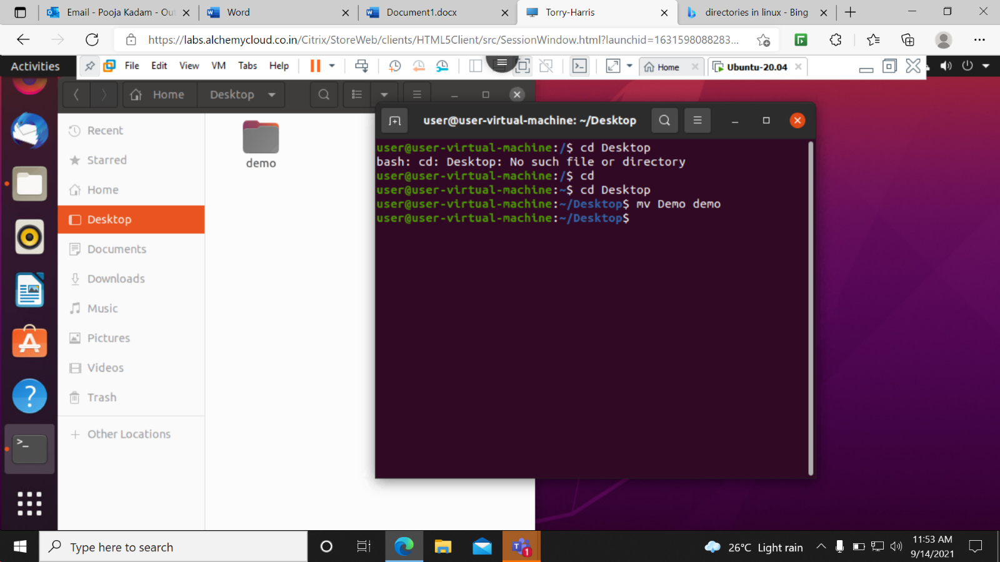 Email - Pooja Kadam - Ou
Word
Document1.docx
Torry-Harris
directories in linux - Bing
https://labs.alchemycloud.co.in/Citrix/StoreWeb/clients/HTML5Client/src/SessionWindow.html?launchid=1631598088283...
Activities
File Edit View VM Tabs Help
Home
Ubuntu-20.04
Home Desktop
Recent
Starred
Home
Desktop
Documents
Downloads
Music
Pictures
Videos
Trash
+ Other Locations
demo
user@user-virtual-machine: ~/Desktop
user@user-virtual-machine:/$ cd Desktop
bash: cd: Desktop: No such file or directory
user@user-virtual-machine:/$ cd
user@user-virtual-machine:~$ cd Desktop
user@user-virtual-machine:~/Desktop$ mv Demo demo
user@user-virtual-machine:~/Desktop$
Type here to search
1
26°C Light rain
11:53 AM
9/14/2021